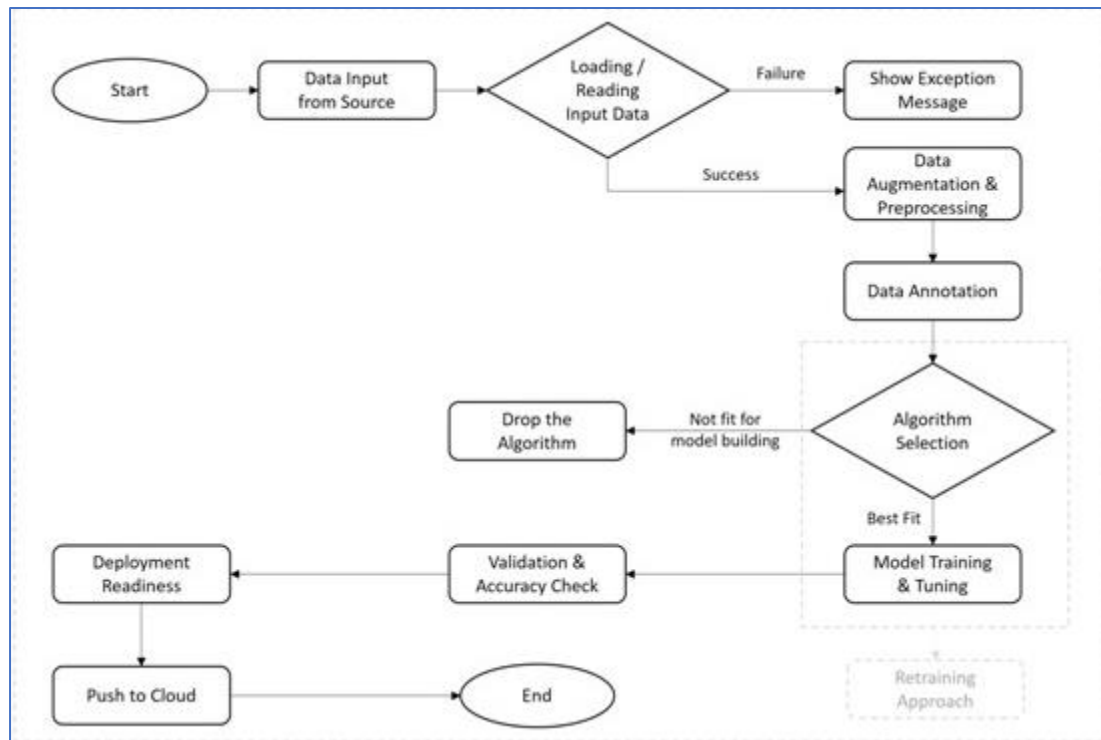 Start
Data Input
from Source
Loading /
Reading
Input Data
Failure
Show Exception
Message
Success
Data
Augmentation &
Preprocessing
Data Annotation
Algorithm
Selection
Not fit for
model building
Drop the
Algorithm
Best Fit
Model Training
& Tuning
Validation &
Accuracy Check
Deployment
Readiness
Push to Cloud
End
Retraining
Approach